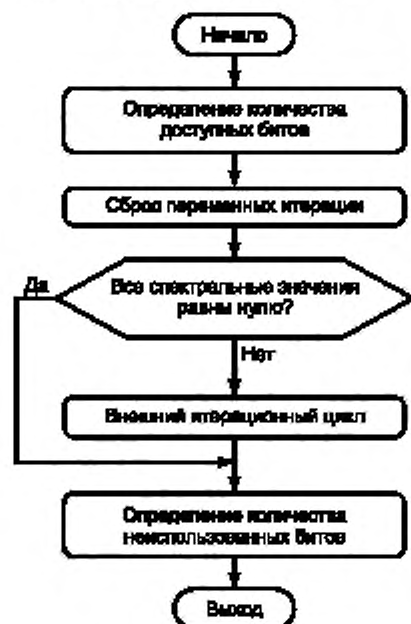 Начало
Определение количества
доступных битов
Сброс переменных итерации
Все спектральные значения
равны нулю?
Да
Нет
Внешний итерационный цикл
Определение количества
неиспользованных битов
Выход